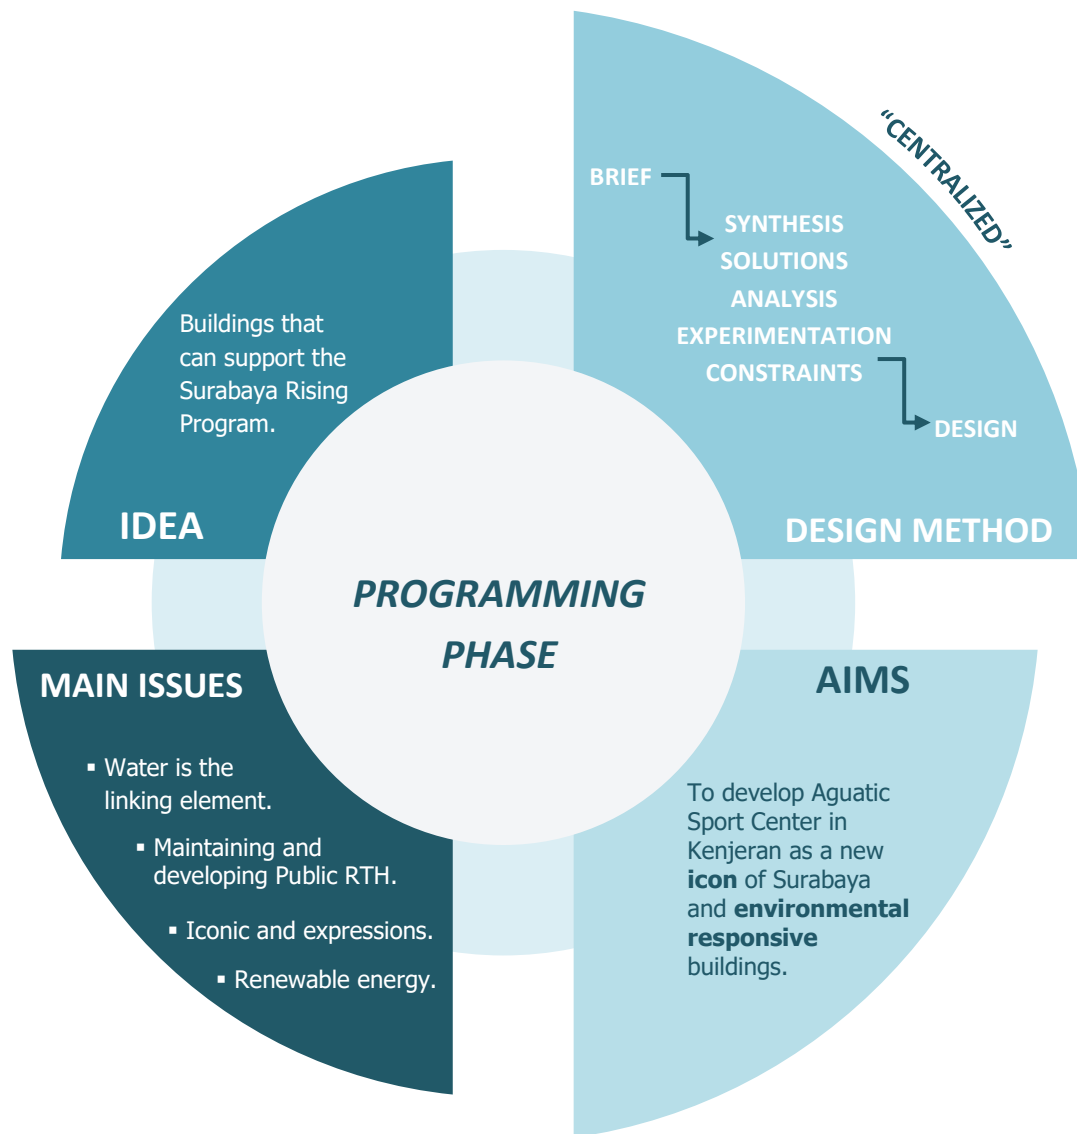 "CENTRALIZED"
BRIEF
SYNTHESIS
SOLUTIONS
ANALYSIS
EXPERIMENTATION
CONSTRAINTS
DESIGN
DESIGN METHOD
Buildings that
can support the
Surabaya Rising
Program.
IDEA
PROGRAMMING
PHASE
MAIN ISSUES
▪ Water is the
linking element.
▪ Maintaining and
developing Public RTH.
▪ Iconic and expressions.
▪ Renewable energy.
AIMS
To develop Aguatic
Sport Center in
Kenjeran as a new
icon of Surabaya
and environmental
responsive
buildings.